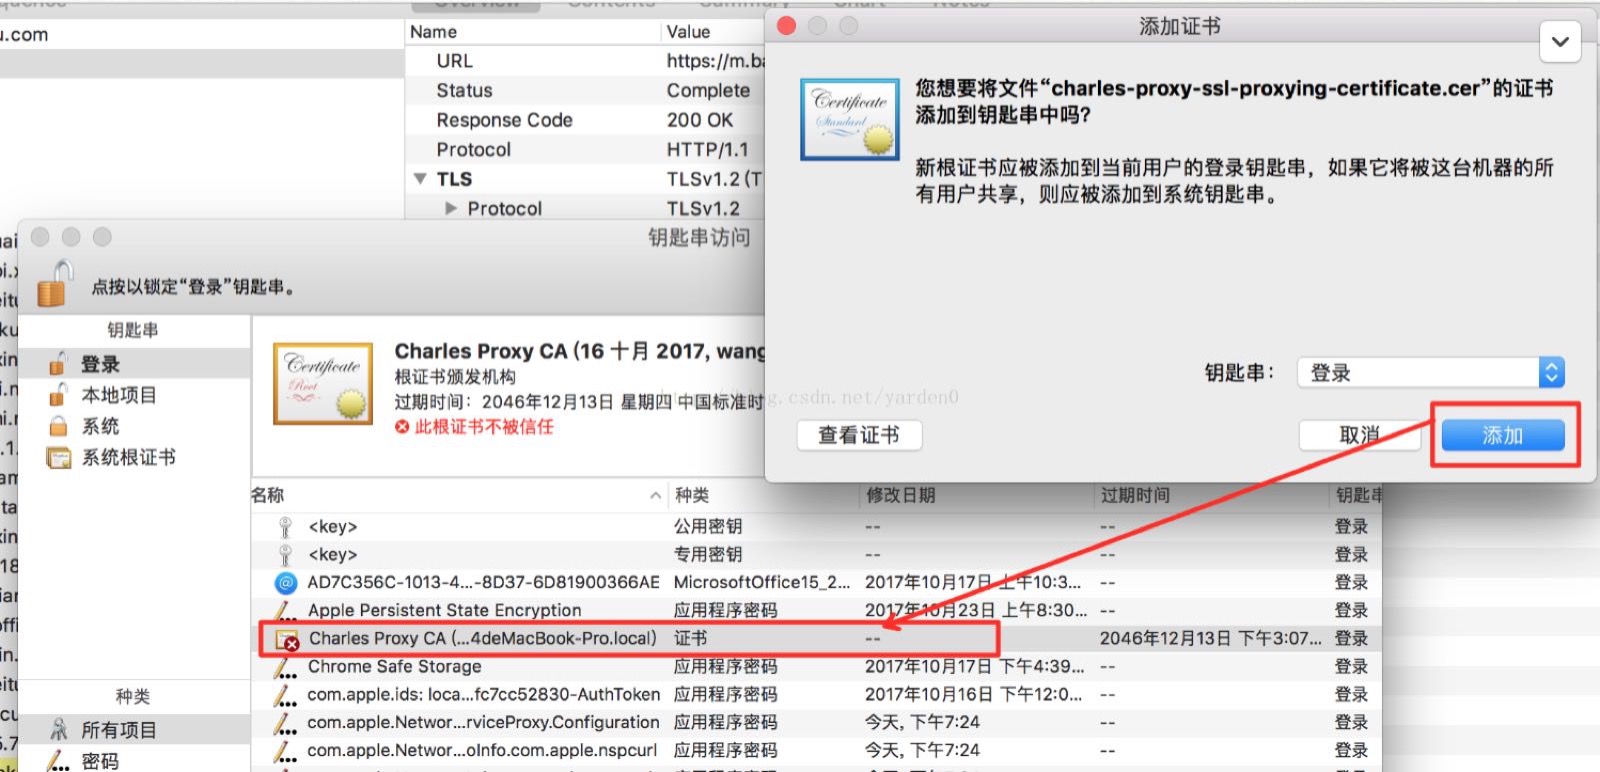 Overview Contents Summary Chart Notes
u.com
Name Value
URL https://m.ba
Status Complete
Response Code 200 OK
Protocol HTTP/1.1
TLS TLSv1.2 (T
Protocol TLSv1.2
添加证书
您想要将文件“charles-proxy-ssl-proxying-certificate.cer”的证书
添加到钥匙串中吗?
新根证书应被添加到当前用户的登录钥匙串，如果它将被这台机器的所
有用户共享，则应被添加到系统钥匙串。
Certificate
Standard
钥匙串： 登录
查看证书 取消 添加
钥匙串访问
点按以锁定“登录”钥匙串。
钥匙串
登录
本地项目
系统
系统根证书
Certificate
Root
Charles Proxy CA (16 十月 2017, wang
根证书颁发机构
过期时间：2046年12月13日 星期四 中国标准时
此根证书不被信任
g.csdn.net/yarden0
名称 种类 修改日期 过期时间 钥匙串
<key> 公用密钥 -- -- 登录
<key> 专用密钥 -- -- 登录
AD7C356C-1013-4...-8D37-6D81900366AE MicrosoftOffice15_2... 2017年10月17日 上午10:3... -- 登录
Apple Persistent State Encryption 应用程序密码 2017年10月23日 上午8:30... -- 登录
Charles Proxy CA (...4deMacBook-Pro.local) 证书 -- 2046年12月13日 下午3:07... 登录
Chrome Safe Storage 应用程序密码 2017年10月17日 下午4:39... -- 登录
com.apple.ids: loca...fc7cc52830-AuthToken 应用程序密码 2017年10月16日 下午12:0... -- 登录
com.apple.Networ...rviceProxy.Configuration 应用程序密码 今天, 下午7:24 -- 登录
com.apple.Networ...oInfo.com.apple.nspcurl 应用程序密码 今天, 下午7:24 -- 登录
种类
所有项目
密码